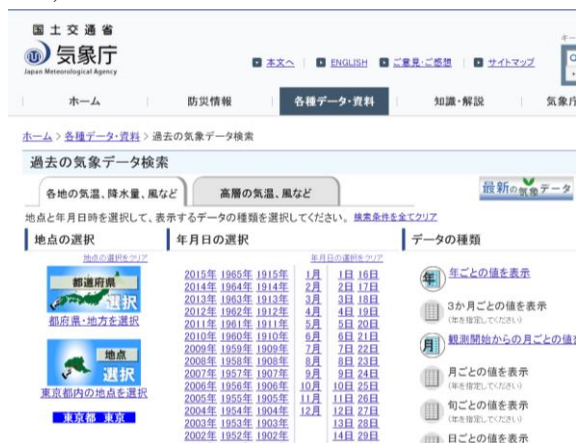 国土交通省
気象庁
Japan Meteorological Agency
本文へ ENGLISH ご意見・ご感想 サイトマップ
ホーム 防災情報 各種データ・資料 知識・解説 気象庁
ホーム > 各種データ・資料 > 過去の気象データ検索
過去の気象データ検索
各地の気温、降水量、風など 高層の気温、風など 最新の気象データ
地点と年月日時を選択して、表示するデータの種類を選択してください。 検索条件を全てクリア
地点の選択 年月日の選択 データの種類
地点の選択をクリア 年月日の選択をクリア
都道府県
選択
都府県・地方を選択
地点
選択
東京都内の地点を選択
東京都 東京
2015年 1965年 1915年 1月 1日 16日
2014年 1964年 1914年 2月 2日 17日
2013年 1963年 1913年 3月 3日 18日
2012年 1962年 1912年 4月 4日 19日
2011年 1961年 1911年 5月 5日 20日
2010年 1960年 1910年 6月 6日 21日
2009年 1959年 1909年 7月 7日 22日
2008年 1958年 1908年 8月 8日 23日
2007年 1957年 1907年 9月 9日 24日
2006年 1956年 1906年 10月 10日 25日
2005年 1955年 1905年 11月 11日 26日
2004年 1954年 1904年 12月 12日 27日
2003年 1953年 1903年 13日 28日
2002年 1952年 1902年 14日 29日
年 年ごとの値を表示
3か月ごとの値を表示
(年を指定してください)
月 観測開始からの月ごとの値を
月ごとの値を表示
(年を指定してください)
旬ごとの値を表示
(年を指定してください)
日ごとの値を表示